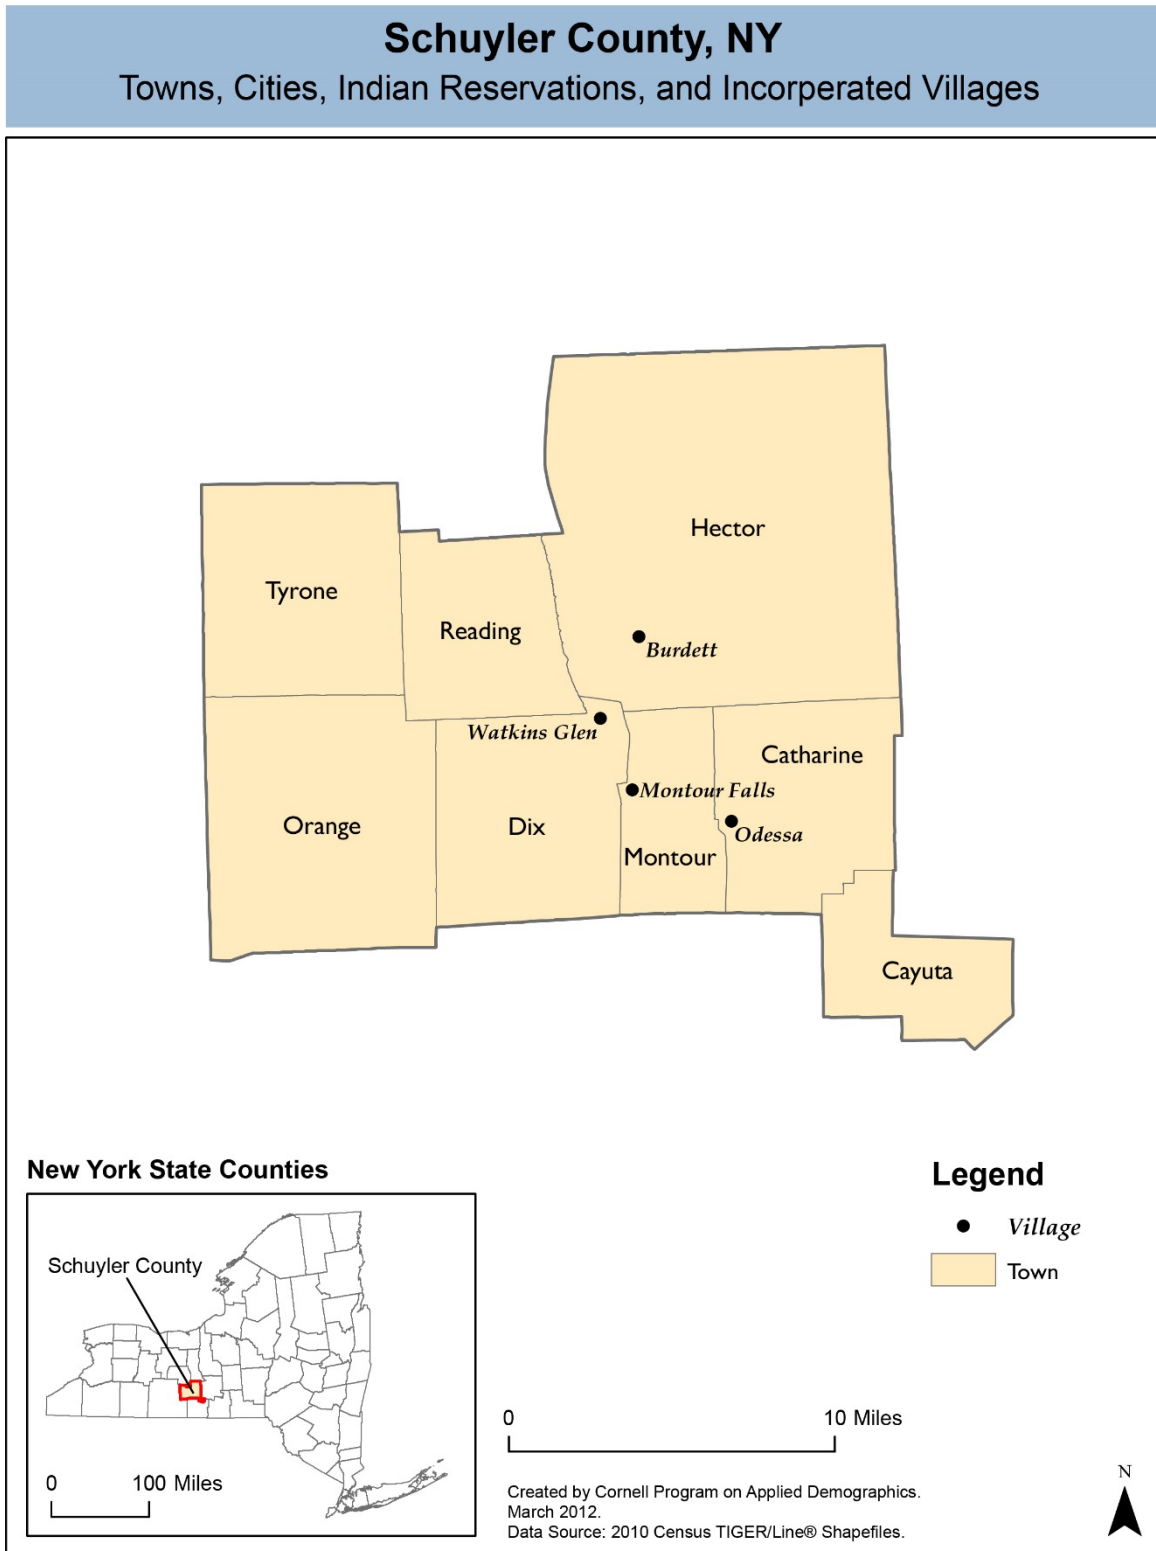 Schuyler County, NY
Towns, Cities, Indian Reservations, and Incorperated Villages
Hector
Tyrone
Reading
Burdett
Watkins Glen
Catharine
Montour Falls
Orange
Dix
Odessa
Montour
Cayuta
New York State Counties
Schuyler County
0 100 Miles
Legend
Village
Town
0 10 Miles
Created by Cornell Program on Applied Demographics.
March 2012.
Data Source: 2010 Census TIGER/Line® Shapefiles.
N